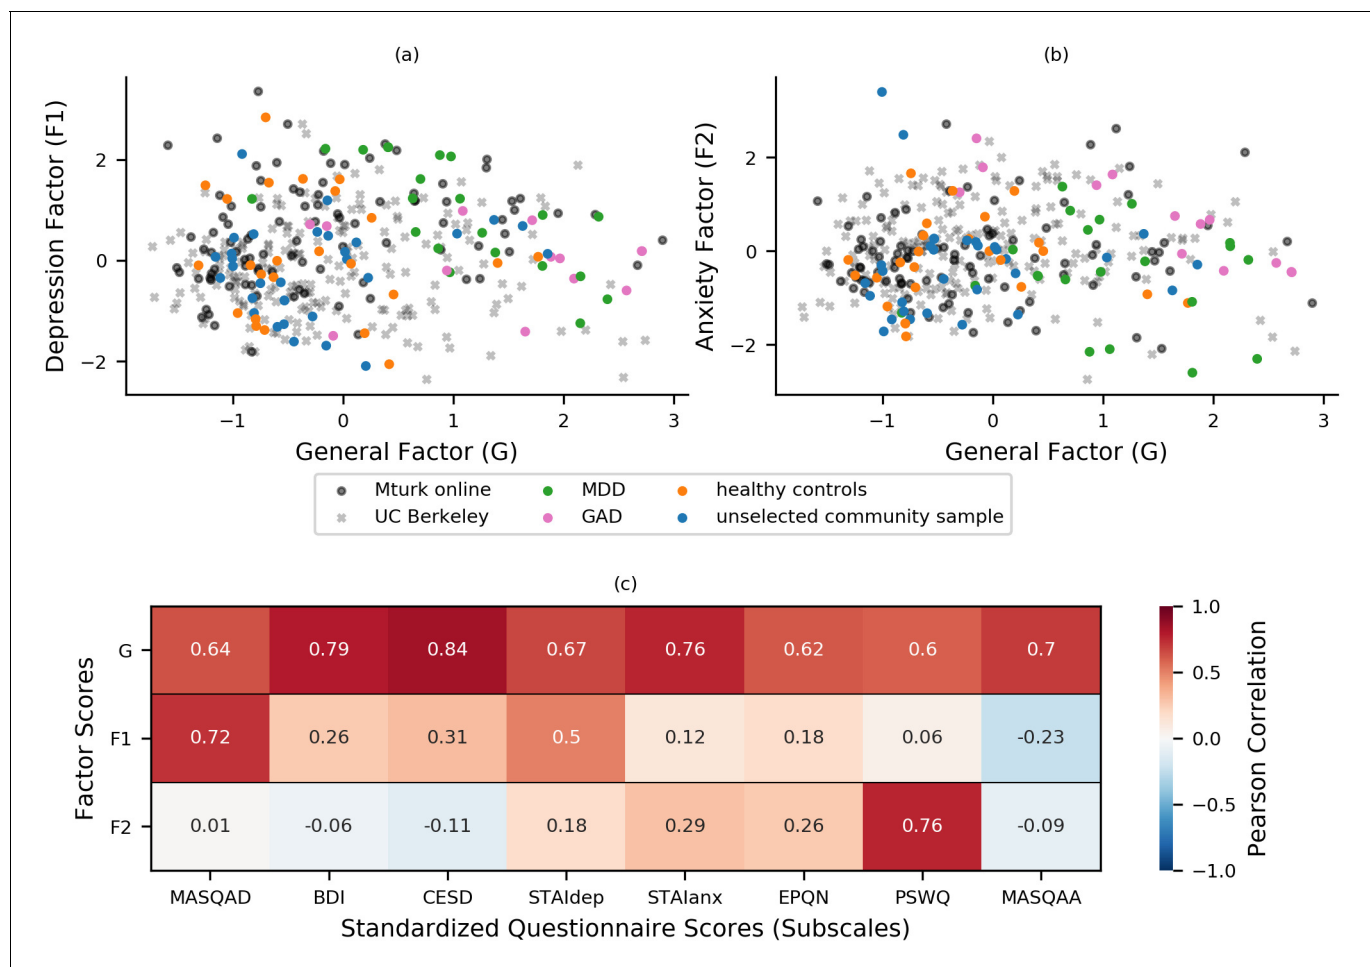 (a)
(b)
Depression Factor (F1)
2
0
−2
−1
0
1
2
3
General Factor (G)
Anxiety Factor (F2)
2
0
−2
−1
0
1
2
3
General Factor (G)
Mturk online
UC Berkeley
MDD
GAD
healthy controls
unselected community sample
(c)
Factor Scores
G 0.64 0.79 0.84 0.67 0.76 0.62 0.6 0.7
F1 0.72 0.26 0.31 0.5 0.12 0.18 0.06 -0.23
F2 0.01 -0.06 -0.11 0.18 0.29 0.26 0.76 -0.09
MASQAD BDI CESD STAIdep STAIanx EPQN PSWQ MASQAA
Standardized Questionnaire Scores (Subscales)
1.0
0.5
0.0
−0.5
−1.0
Pearson Correlation